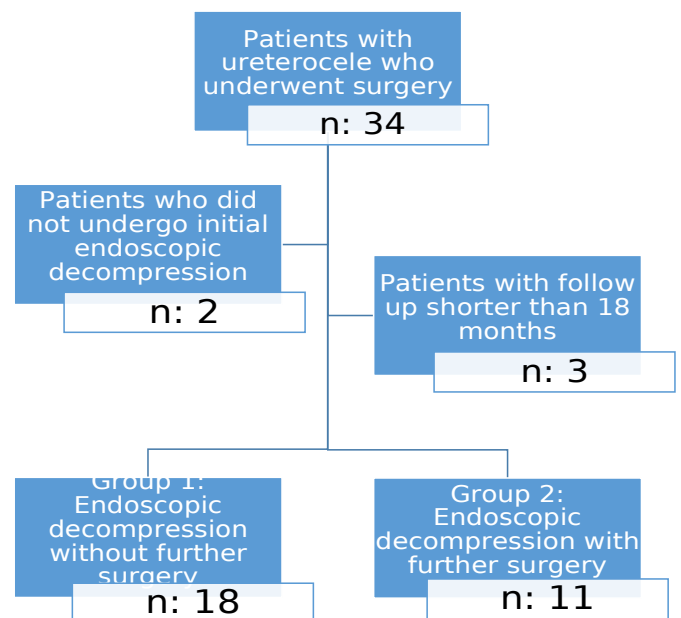 Patients with
ureterocele who
underwent surgery
n: 34
Patients who did
not undergo initial
endoscopic
decompression
n: 2
Patients with follow
up shorter than 18
months
n: 3
Group 1:
Endoscopic
decompression
without further
surgery
n: 18
Group 2:
Endoscopic
decompression with
further surgery
n: 11